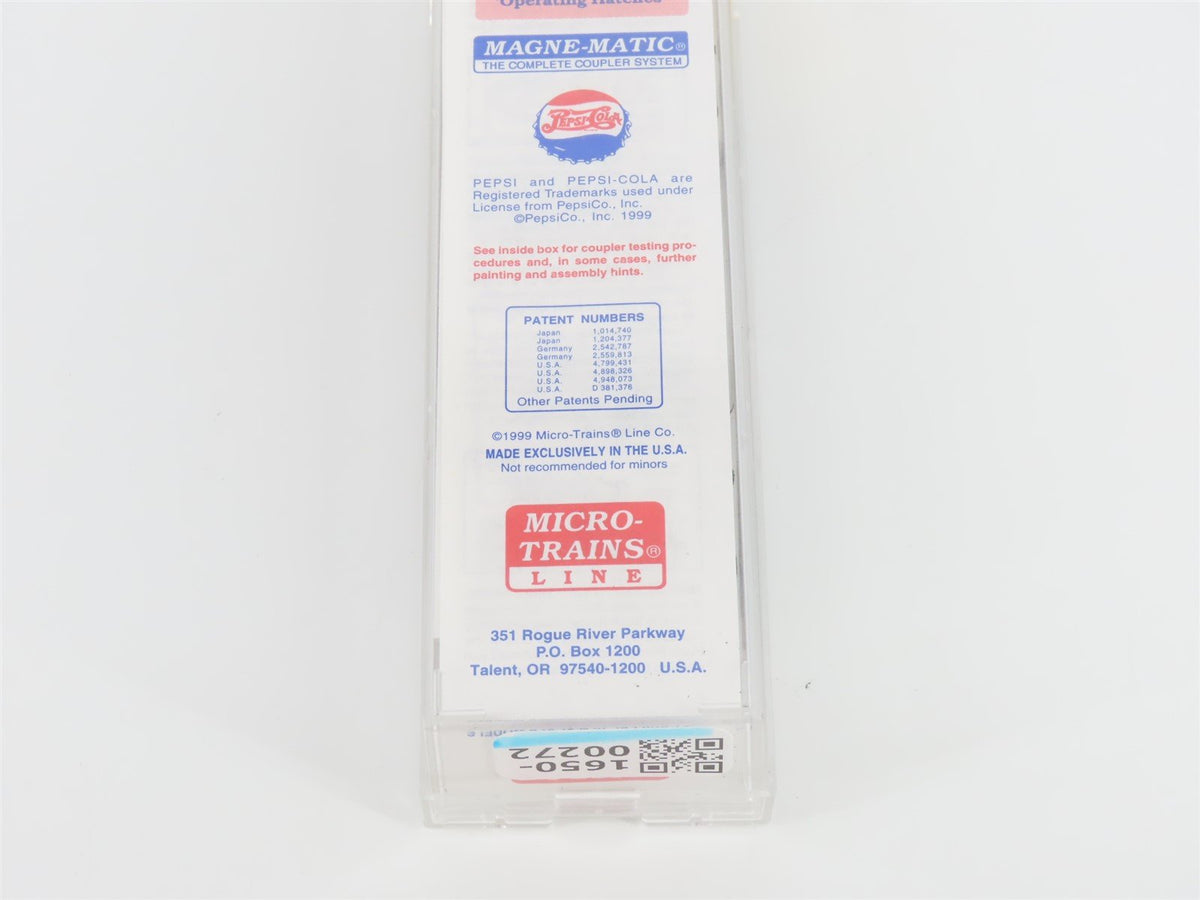 Operating Hatches
MAGNE-MATIC®
THE COMPLETE COUPLER SYSTEM
PEPSI-COLA
PEPSI and PEPSI-COLA are
Registered Trademarks used under
License from PepsiCo., Inc.
©PepsiCo., Inc. 1999
See inside box for coupler testing pro-
cedures and, in some cases, further
painting and assembly hints.
PATENT NUMBERS
Japan 1,014,740
Japan 1,204,377
Germany 2,542,787
Germany 2,559,813
U.S.A. 4,799,431
U.S.A. 4,898,326
U.S.A. 4,948,073
U.S.A. D 381,376
Other Patents Pending
©1999 Micro-Trains® Line Co.
MADE EXCLUSIVELY IN THE U.S.A.
Not recommended for minors
MICRO-
TRAINS®
LINE
351 Rogue River Parkway
P.O. Box 1200
Talent, OR 97540-1200 U.S.A.
1650-
00272